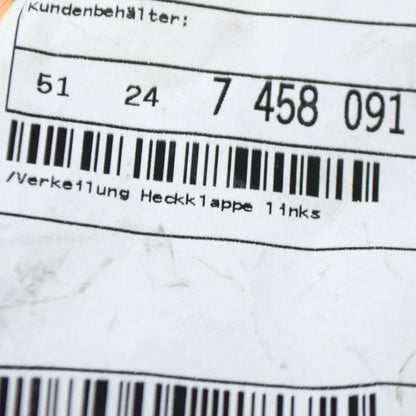 Kundenbehälter:
51 24 7 458 091
/Verkeilung Heckklappe links